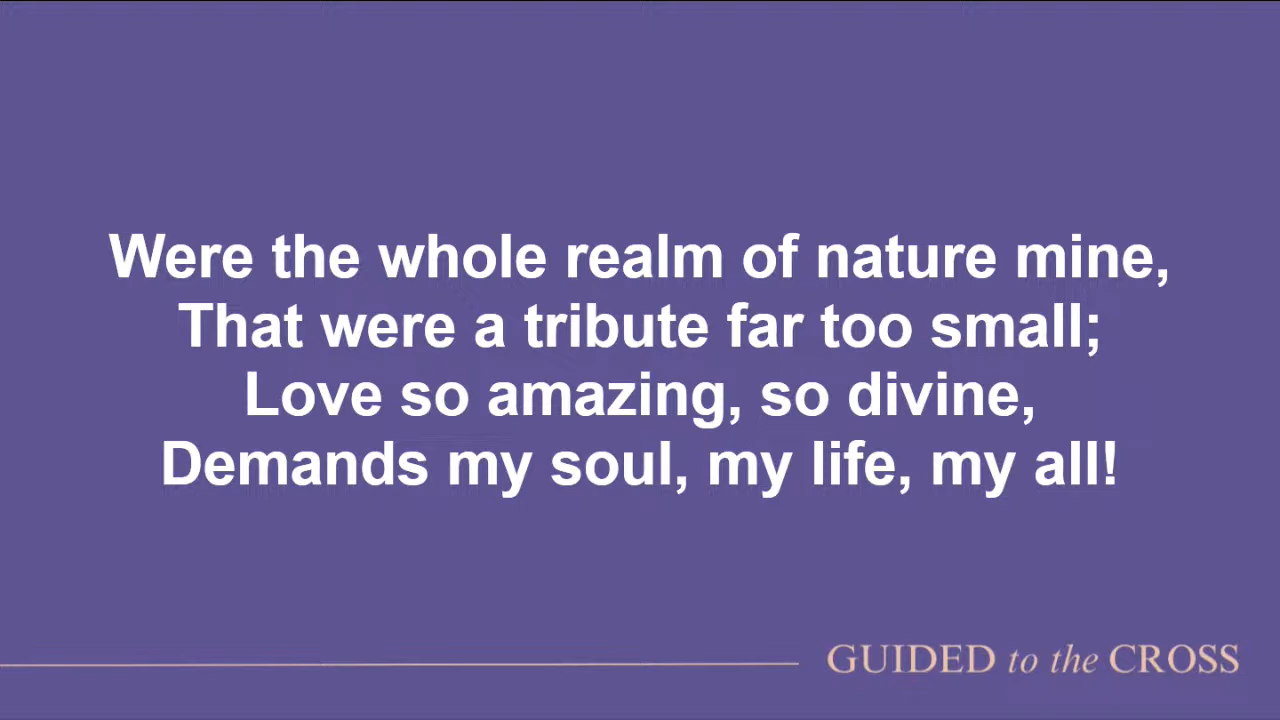 Were the whole realm of nature mine,
That were a tribute far too small;
Love so amazing, so divine,
Demands my soul, my life, my all!
GUIDED to the CROSS